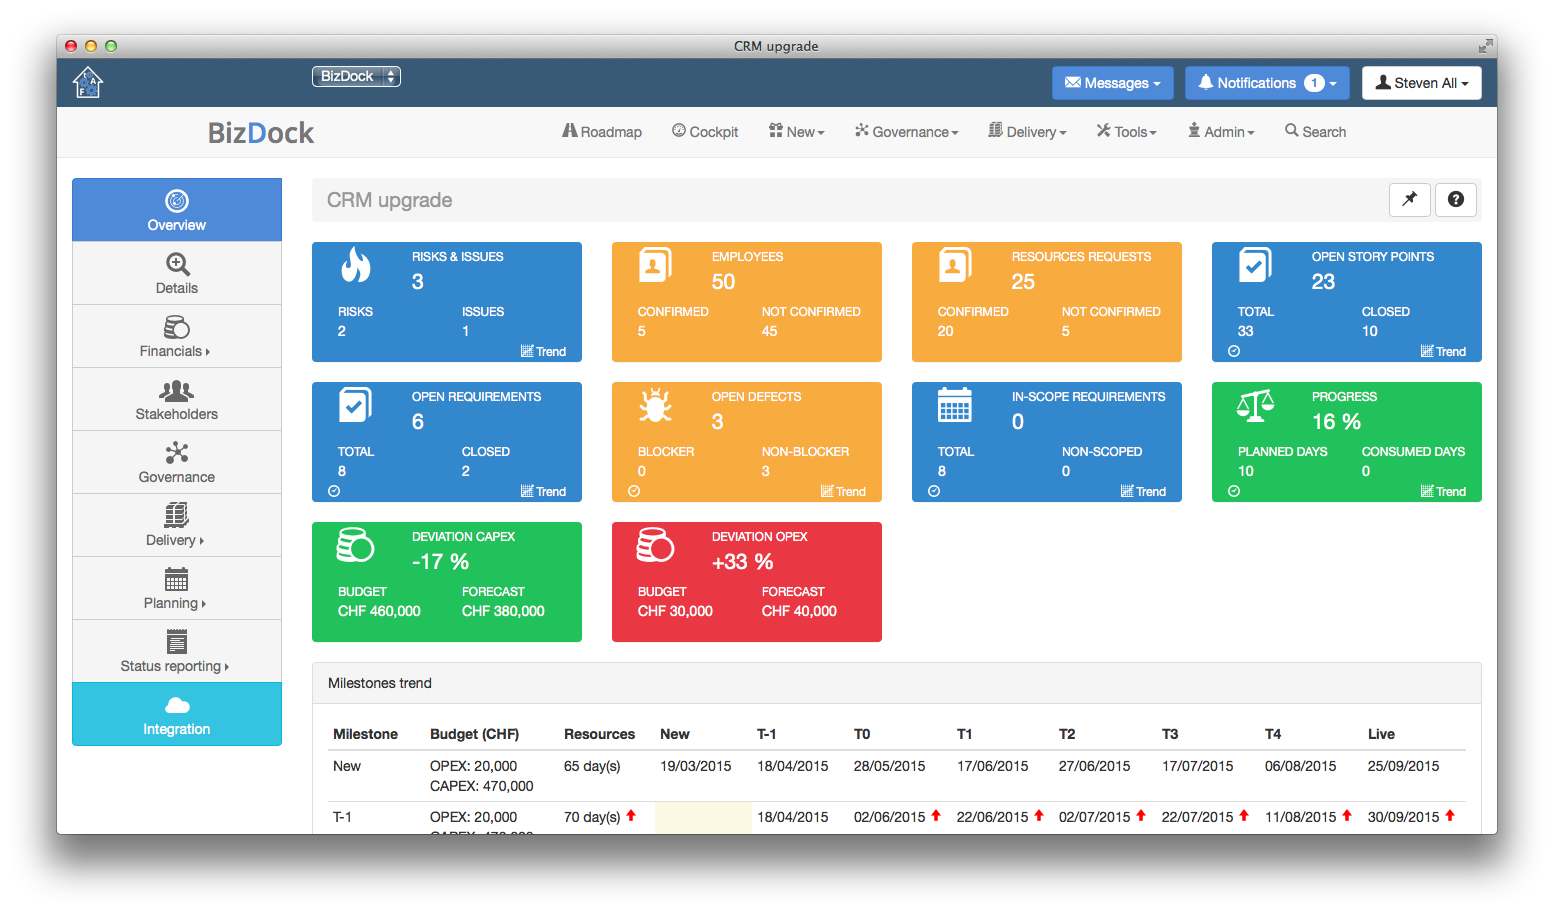 CRM upgrade
BizDock
Messages
Notifications 1
Steven All
BizDock
Roadmap
Cockpit
New
Governance
Delivery
Tools
Admin
Search
Overview
Details
Financials
Stakeholders
Governance
Delivery
Planning
Status reporting
Integration
CRM upgrade
RISKS & ISSUES
3
RISKS ISSUES
2 1
Trend
EMPLOYEES
50
CONFIRMED NOT CONFIRMED
5 45
RESOURCES REQUESTS
25
CONFIRMED NOT CONFIRMED
20 5
OPEN STORY POINTS
23
TOTAL CLOSED
33 10
Trend
OPEN REQUIREMENTS
6
TOTAL CLOSED
8 2
Trend
OPEN DEFECTS
3
BLOCKER NON-BLOCKER
0 3
Trend
IN-SCOPE REQUIREMENTS
0
TOTAL NON-SCOPED
8 0
Trend
PROGRESS
16 %
PLANNED DAYS CONSUMED DAYS
10 0
Trend
DEVIATION CAPEX
-17 %
BUDGET FORECAST
CHF 460,000 CHF 380,000
DEVIATION OPEX
+33 %
BUDGET FORECAST
CHF 30,000 CHF 40,000
Milestones trend
Milestone Budget (CHF) Resources New T-1 T0 T1 T2 T3 T4 Live
New OPEX: 20,000 65 day(s) 19/03/2015 18/04/2015 28/05/2015 17/06/2015 27/06/2015 17/07/2015 06/08/2015 25/09/2015
CAPEX: 470,000
T-1 OPEX: 20,000 70 day(s) 18/04/2015 02/06/2015 22/06/2015 02/07/2015 22/07/2015 11/08/2015 30/09/2015